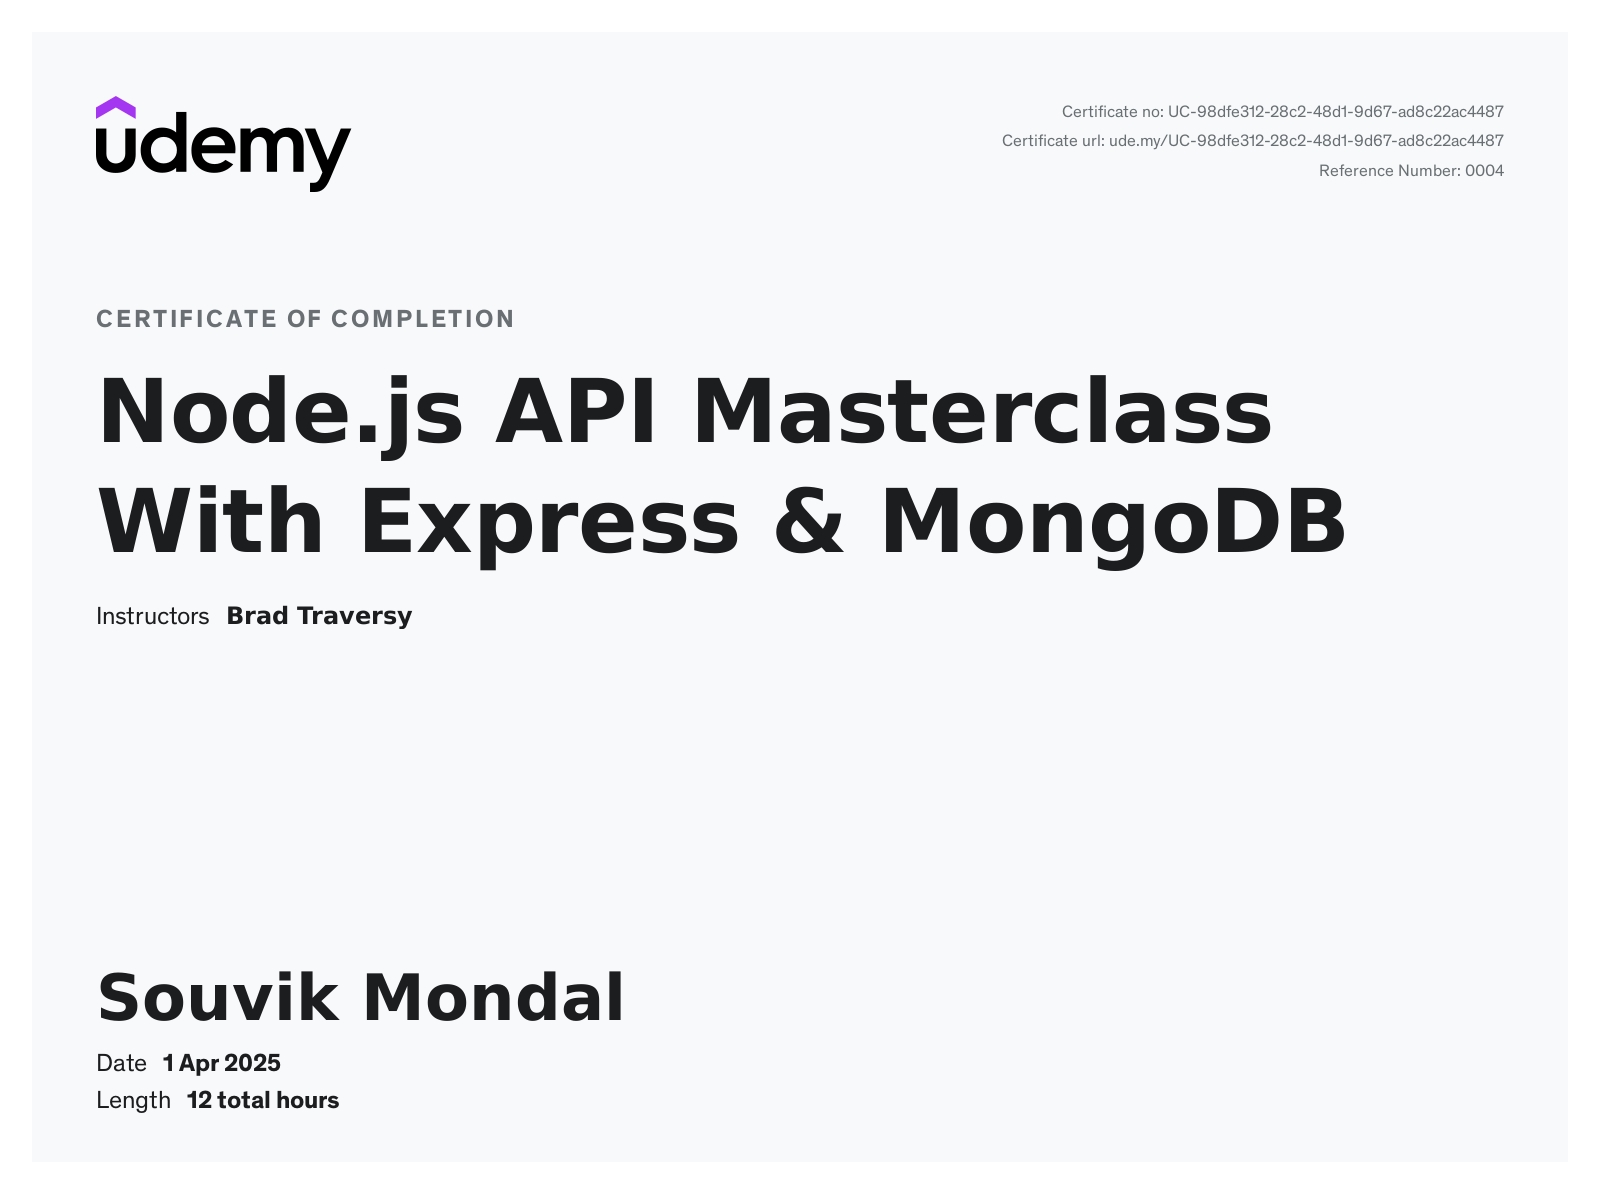 udemy
Certificate no: UC-98dfe312-28c2-48d1-9d67-ad8c22ac4487
Certificate url: ude.my/UC-98dfe312-28c2-48d1-9d67-ad8c22ac4487
Reference Number: 0004
CERTIFICATE OF COMPLETION
Node.js API Masterclass
With Express & MongoDB
Instructors Brad Traversy
Souvik Mondal
Date 1 Apr 2025
Length 12 total hours